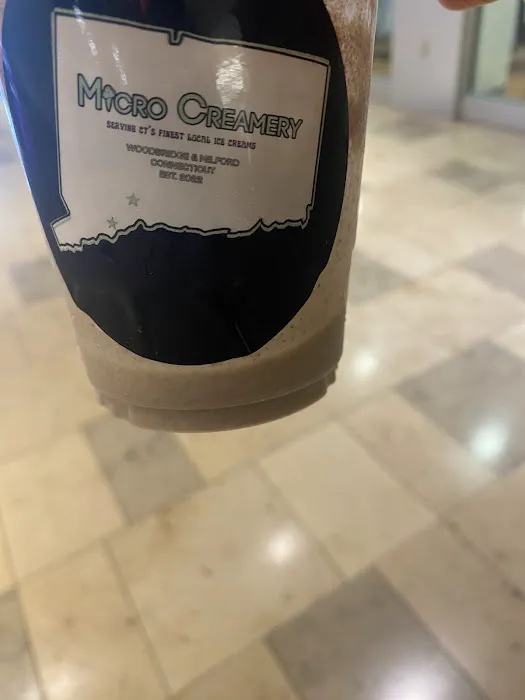 MICRO CREAMERY
SERVING CT'S FINEST LOCAL ICE CREAMS
WOODBRIDGE & MILFORD
CONNECTICUT
EST. 2022